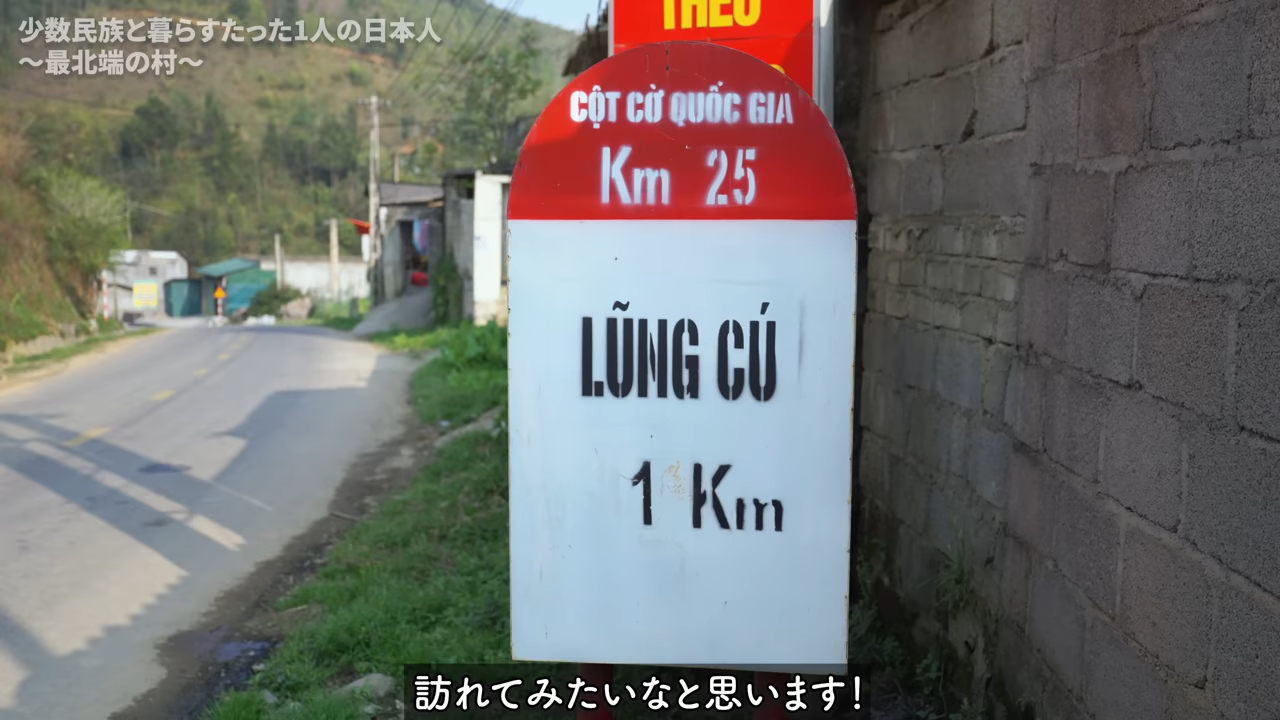 少数民族と暮らすたった1人の日本人
〜最北端の村〜
THEO
CỘT CỜ QUỐC GIA
Km 25
LŨNG CÚ
1 Km
訪れてみたいなと思います!